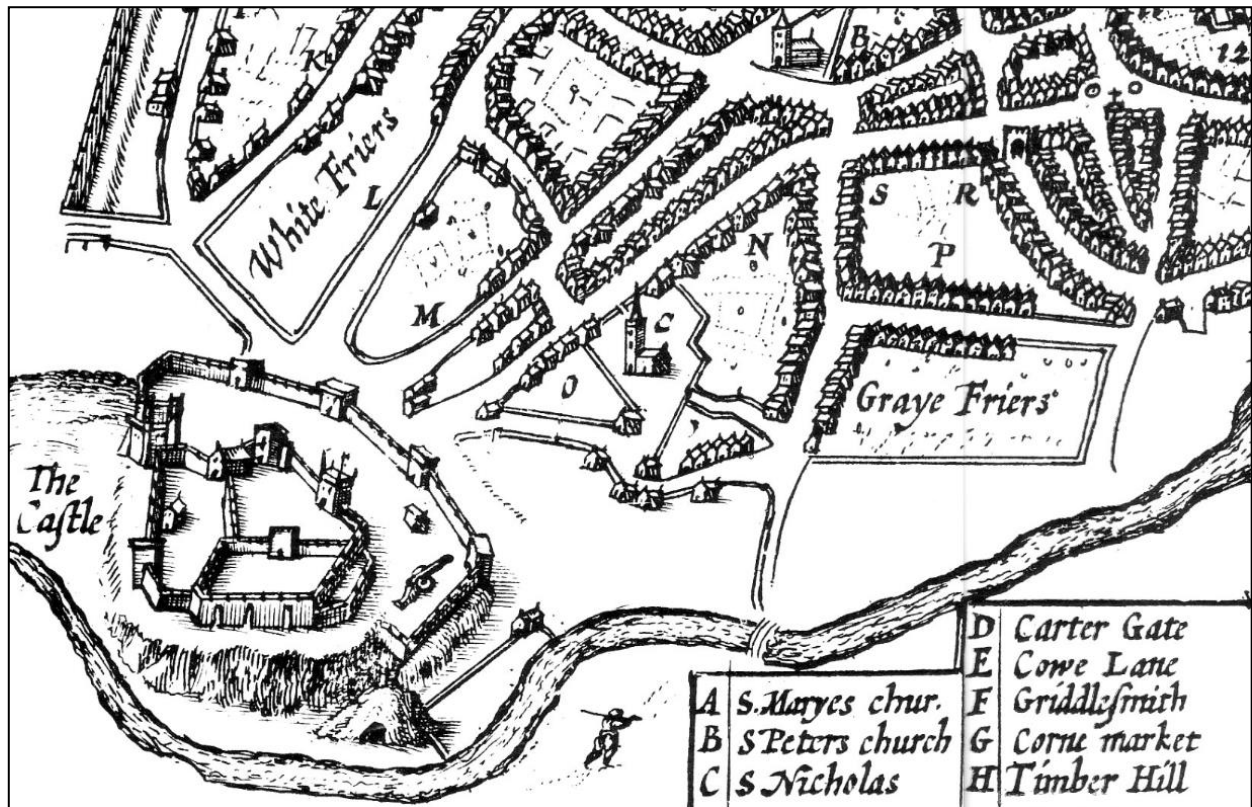 B
12
K
White Friers
L
S
R
N
P
M
C
O
Graye Friers
The
Caſtle
D Carter Gate
E Cowe Lane
A S. Maryes chur. F Griddleſmith
B S Peters church G Corne market
C S. Nicholas H Timber Hill